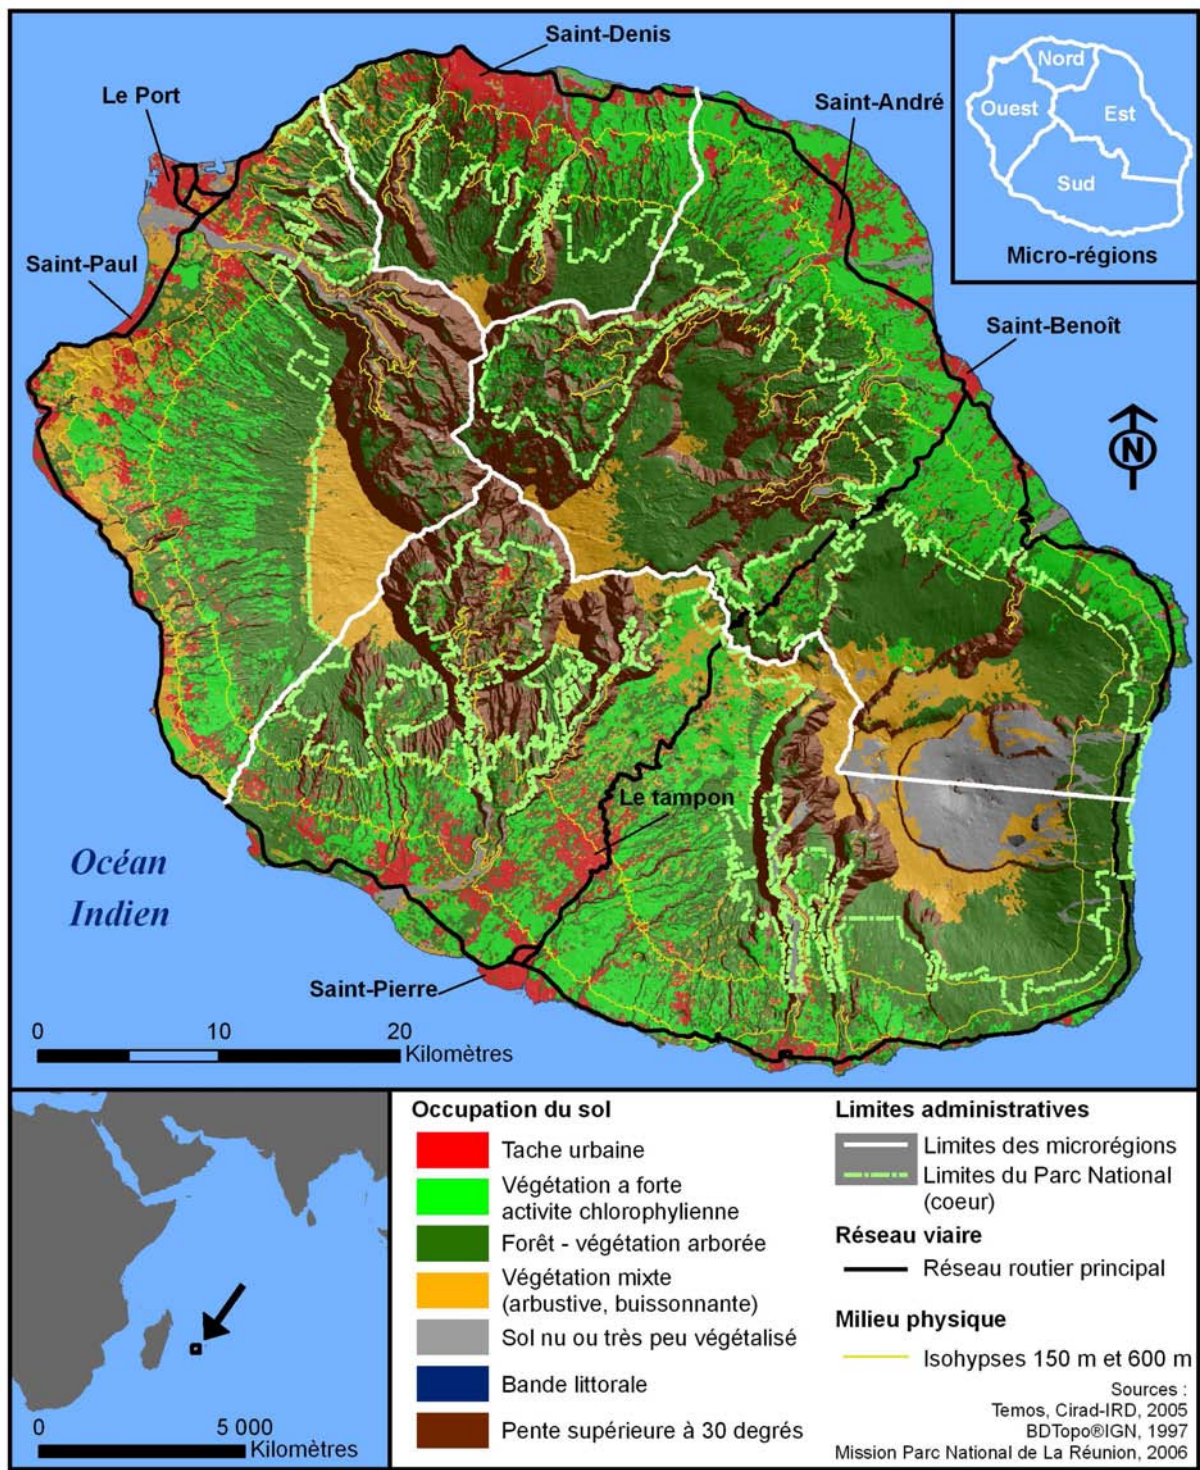 Saint-Denis
Le Port
Saint-André
Nord
Ouest
Est
Sud
Micro-régions
Saint-Paul
Saint-Benoît
N
Le tampon
Océan
Indien
Saint-Pierre
0 10 20
Kilomètres
0 5 000
Kilomètres
Occupation du sol
Tache urbaine
Végétation a forte
activite chlorophylienne
Forêt - végétation arborée
Végétation mixte
(arbustive, buissonnante)
Sol nu ou très peu végétalisé
Bande littorale
Pente supérieure à 30 degrés
Limites administratives
Limites des microrégions
Limites du Parc National
(coeur)
Réseau viaire
Réseau routier principal
Milieu physique
Isohypses 150 m et 600 m
Sources :
Temos, Cirad-IRD, 2005
BDTopo®IGN, 1997
Mission Parc National de La Réunion, 2006